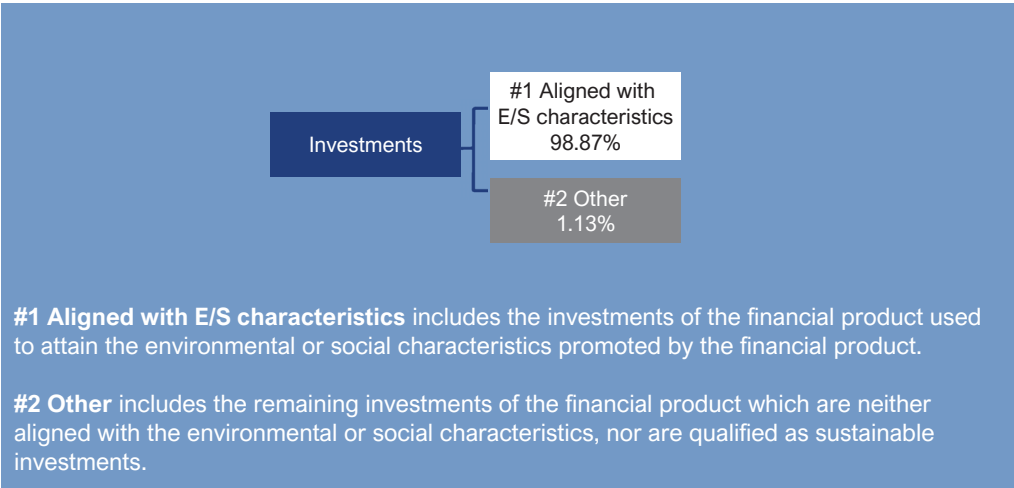 #1 Aligned with
E/S characteristics
98.87%
Investments
#2 Other
1.13%
#1 Aligned with E/S characteristics includes the investments of the financial product used
to attain the environmental or social characteristics promoted by the financial product.
#2 Other includes the remaining investments of the financial product which are neither
aligned with the environmental or social characteristics, nor are qualified as sustainable
investments.